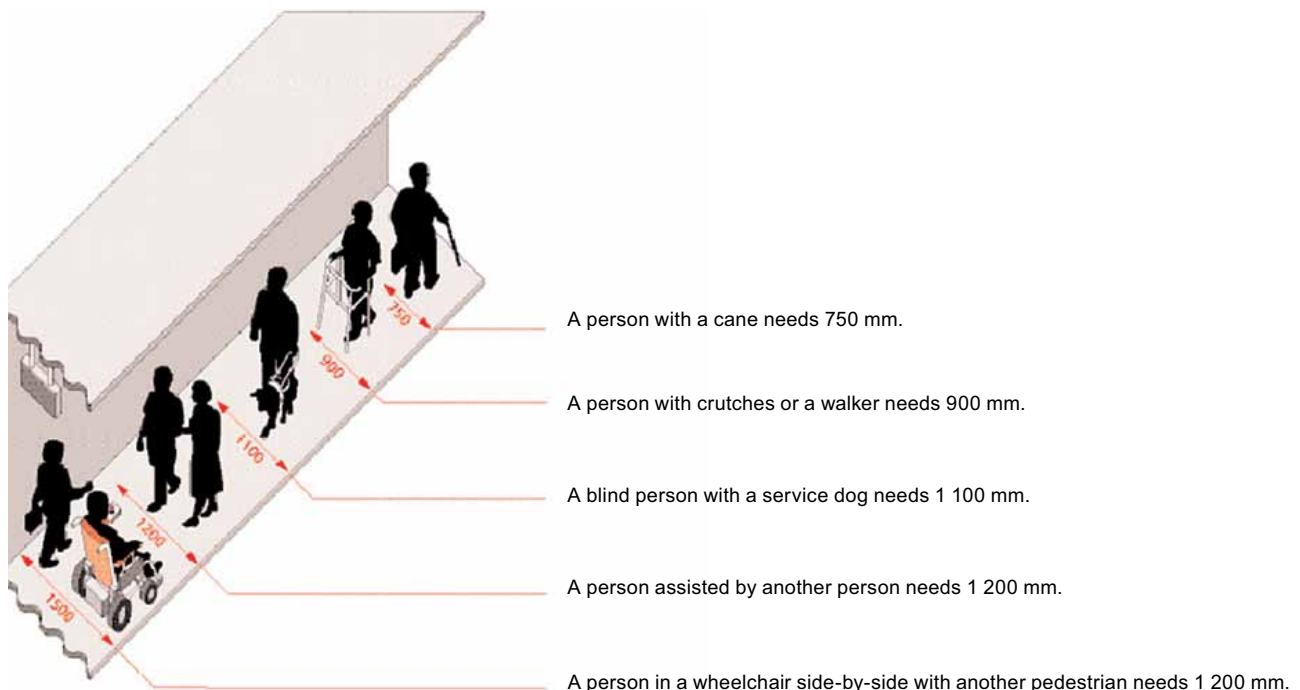 750
A person with a cane needs 750 mm.
900
A person with crutches or a walker needs 900 mm.
1100
A blind person with a service dog needs 1 100 mm.
1200
A person assisted by another person needs 1 200 mm.
1500
A person in a wheelchair side-by-side with another pedestrian needs 1 200 mm.